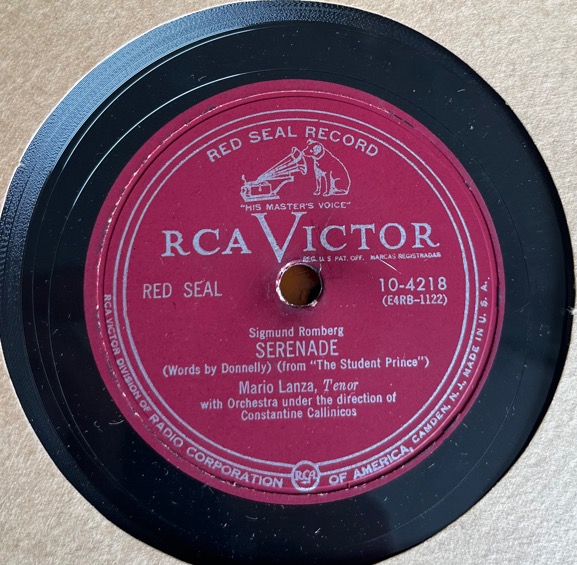 RED SEAL RECORD
"HIS MASTER'S VOICE"
RCA VICTOR
REG. U. S. PAT. OFF. MARCAS REGISTRADAS
RED SEAL
10-4218
(E4RB-1122)
Sigmund Romberg
SERENADE
(Words by Donnelly) (from "The Student Prince")
Mario Lanza, Tenor
with Orchestra under the direction of
Constantine Callinicos
RCA VICTOR DIVISION OF RADIO CORPORATION OF AMERICA, CAMDEN, N. J. MADE IN U. S. A.
RCA